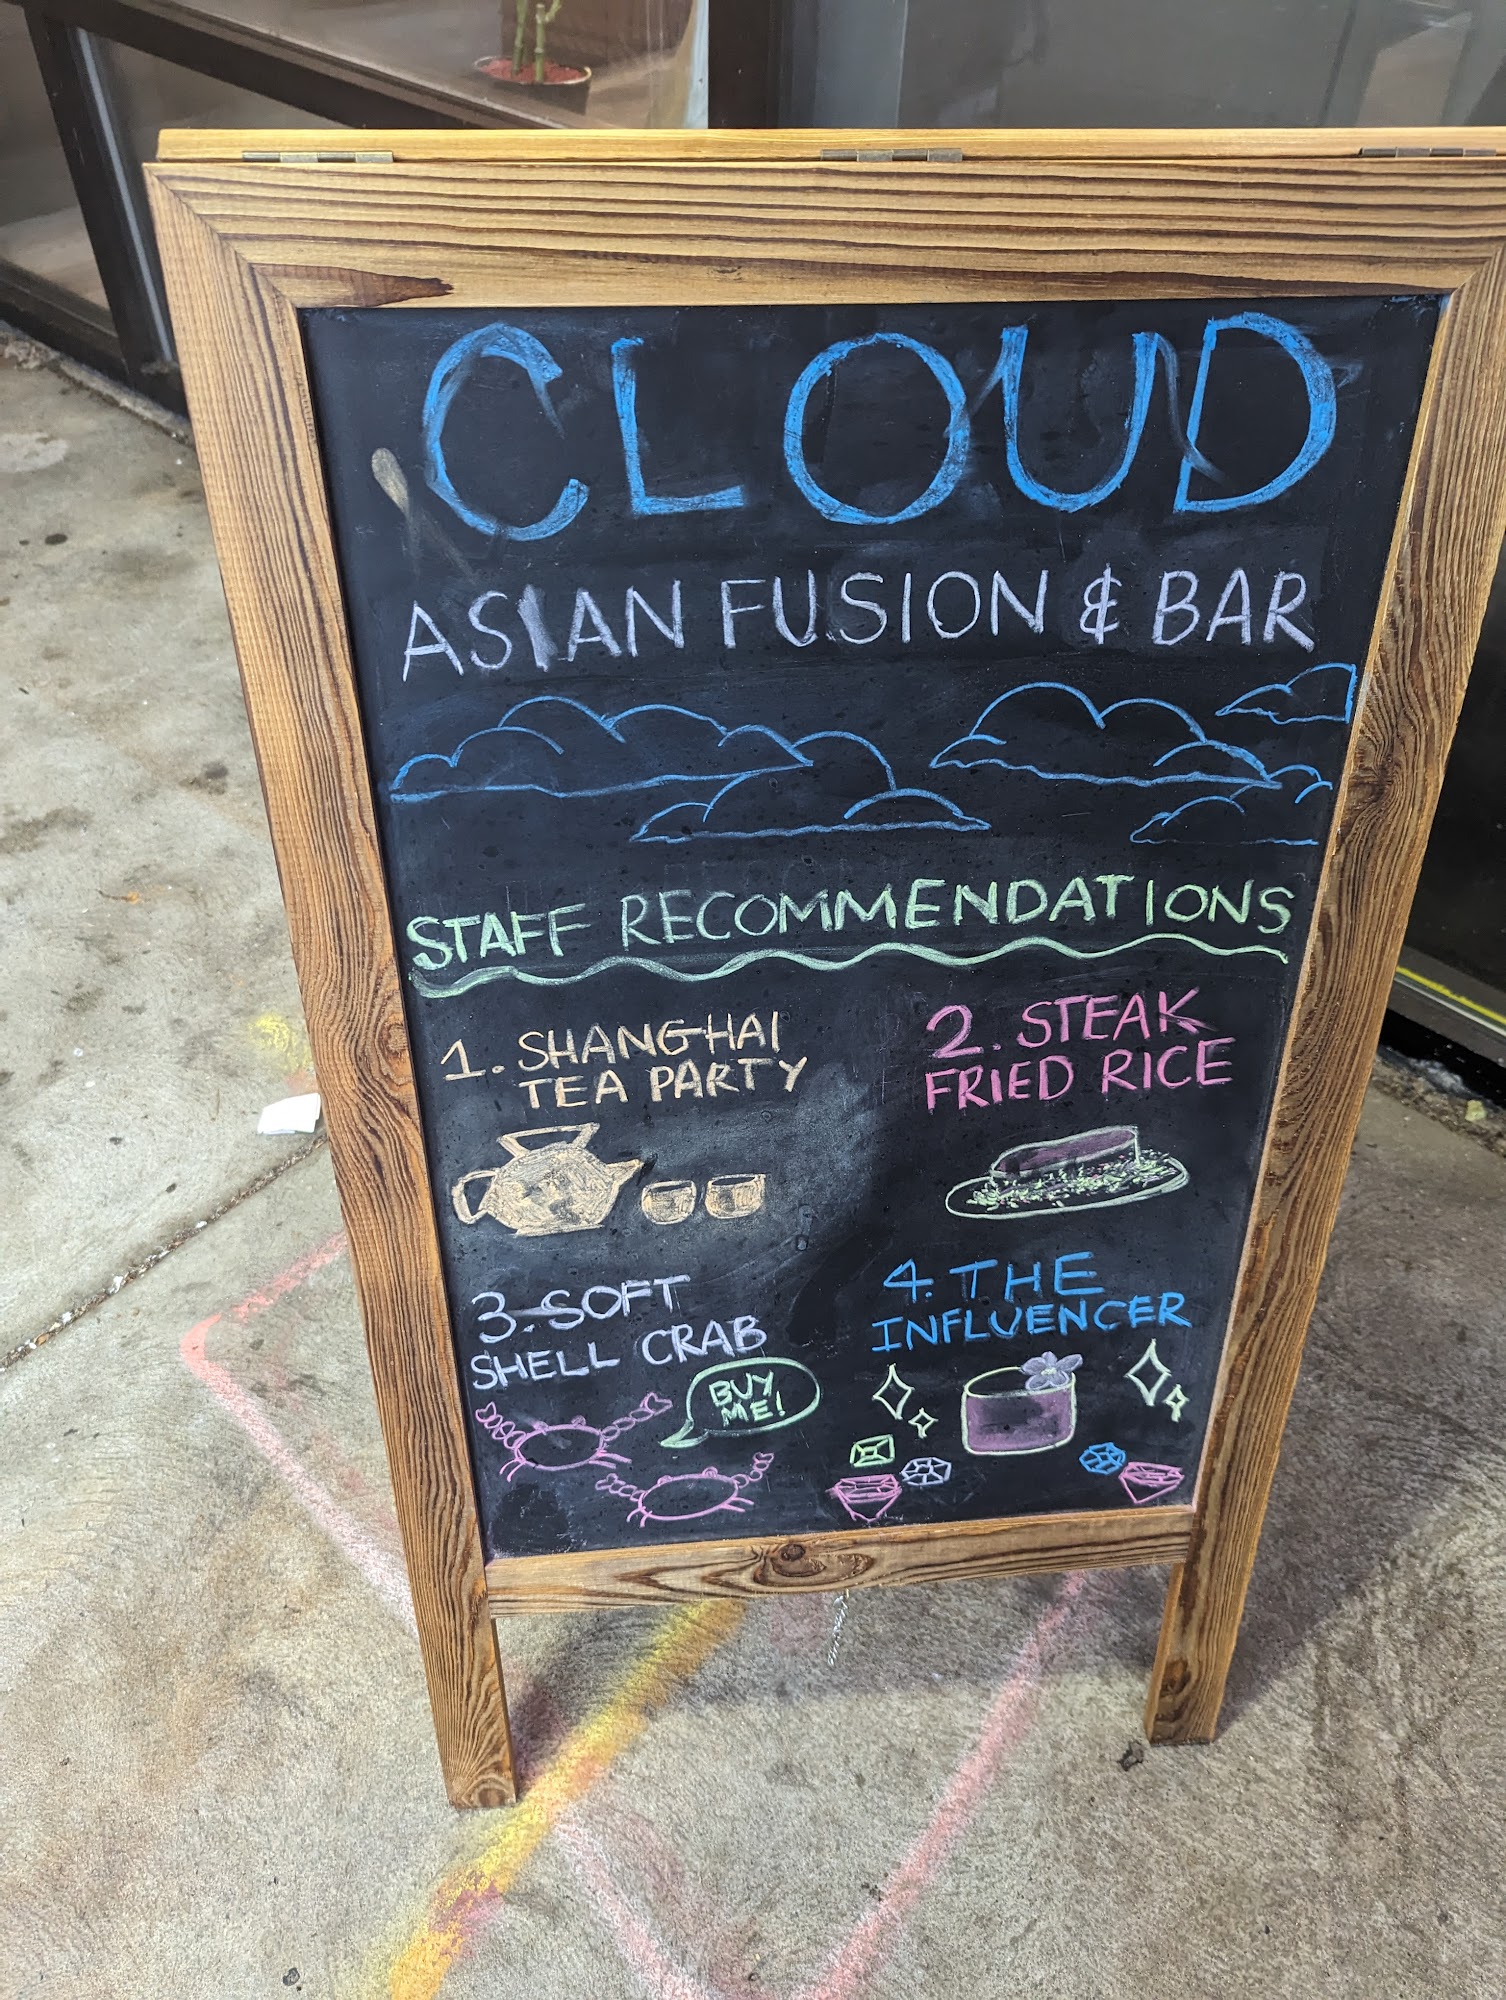 CLOUD
ASIAN FUSION & BAR
STAFF RECOMMENDATIONS
1. SHANGHAI
TEA PARTY
2. STEAK
FRIED RICE
3. SOFT
SHELL CRAB
BUY
ME!
4. THE
INFLUENCER